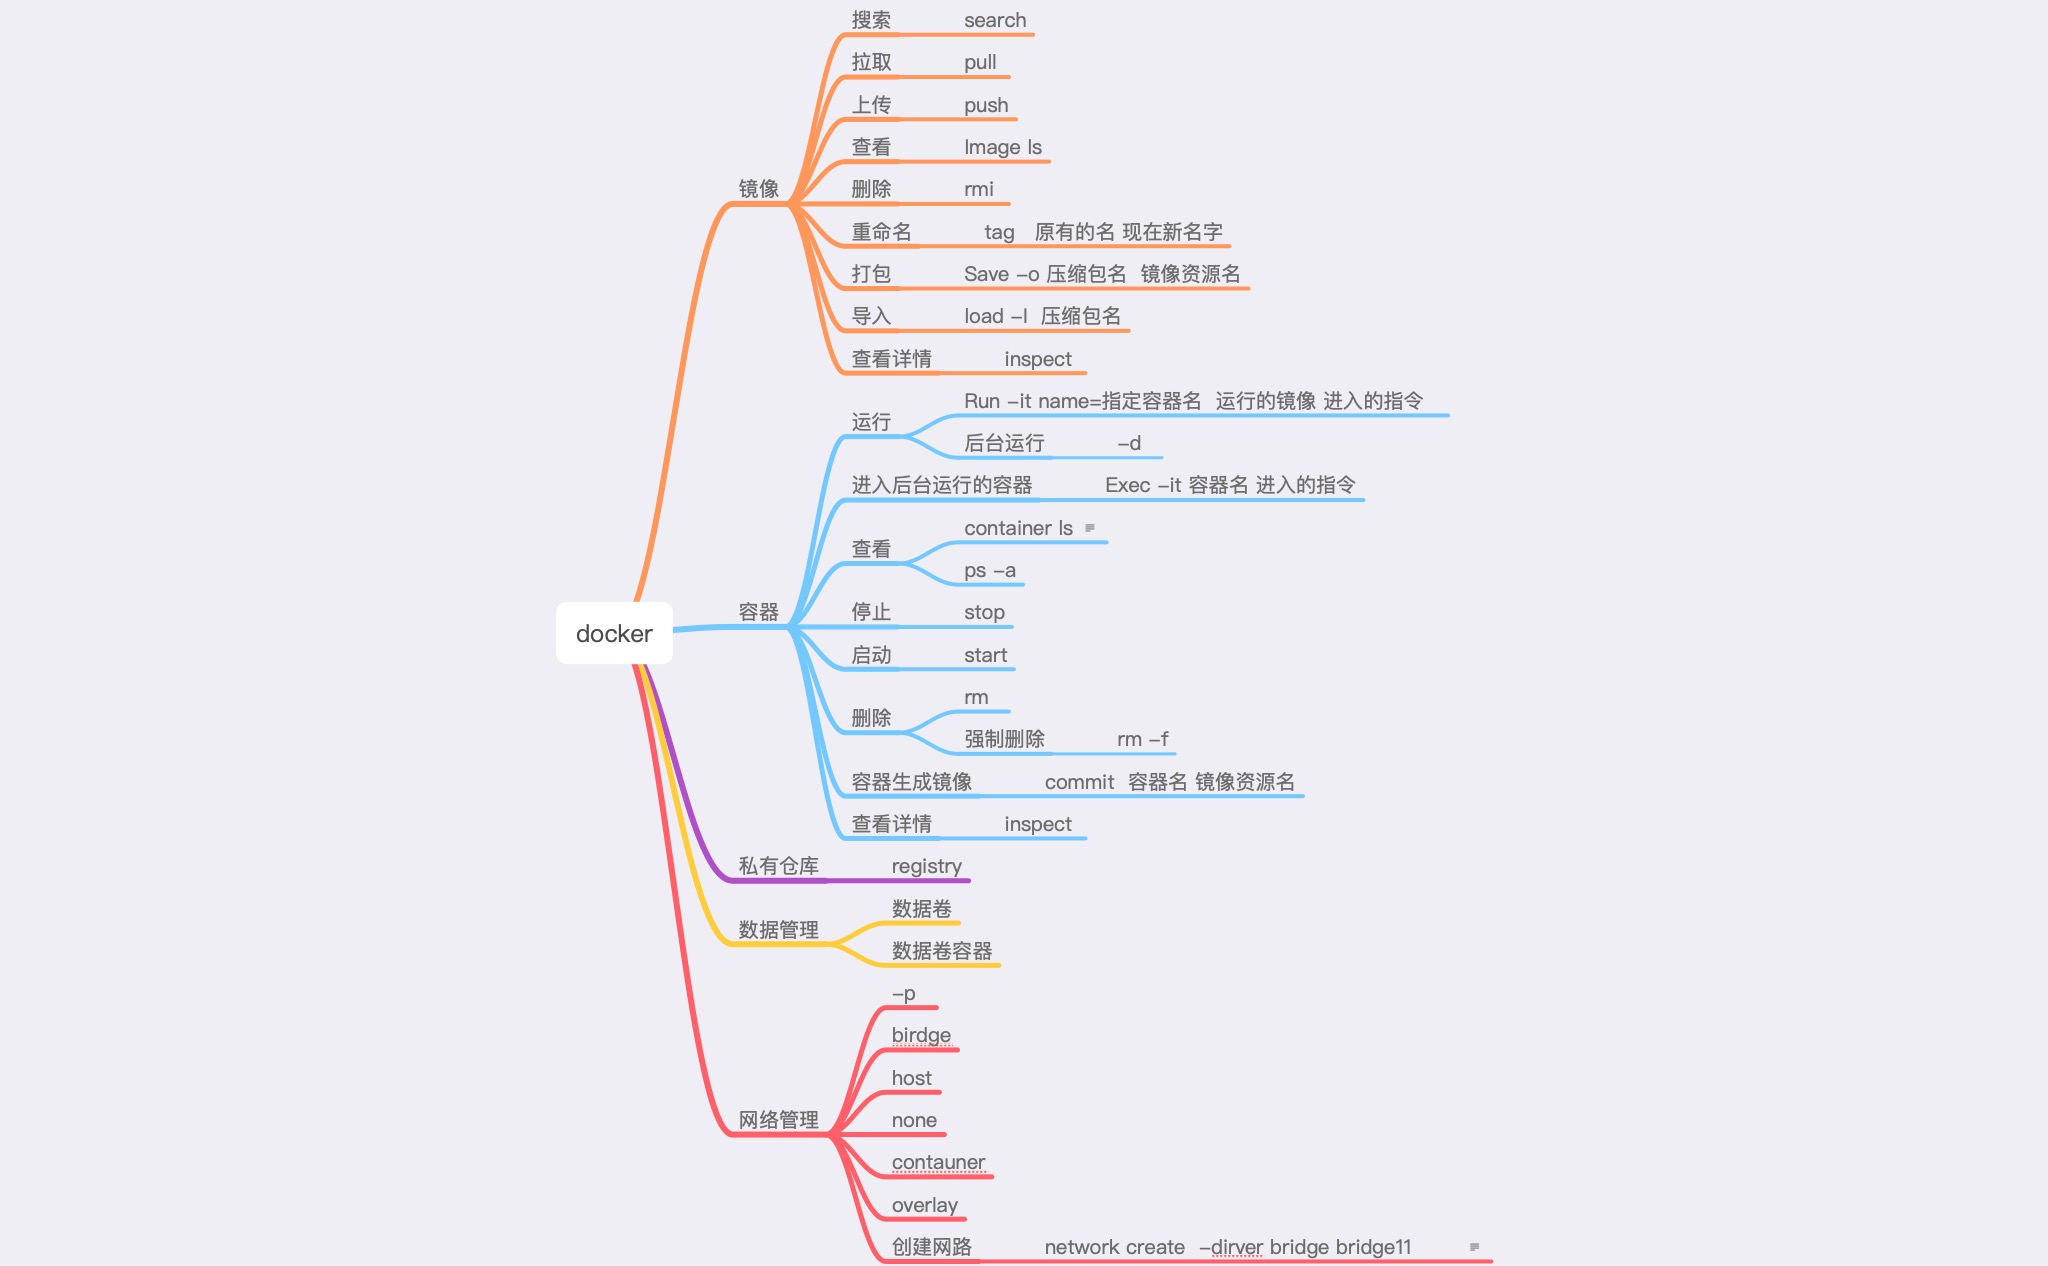 搜索 search
拉取 pull
上传 push
查看 Image ls
镜像
删除 rmi
重命名 tag 原有的名 现在新名字
打包 Save -o 压缩包名 镜像资源名
导入 load -I 压缩包名
查看详情 inspect
Run -it name=指定容器名 运行的镜像 进入的指令
运行
后台运行 -d
进入后台运行的容器 Exec -it 容器名 进入的指令
container ls
查看
ps -a
容器
停止 stop
docker
启动 start
rm
删除
强制删除 rm -f
容器生成镜像 commit 容器名 镜像资源名
查看详情 inspect
私有仓库 registry
数据卷
数据管理
数据卷容器
-p
birdge
host
网络管理
none
contauner
overlay
创建网路 network create -dirver bridge bridge11